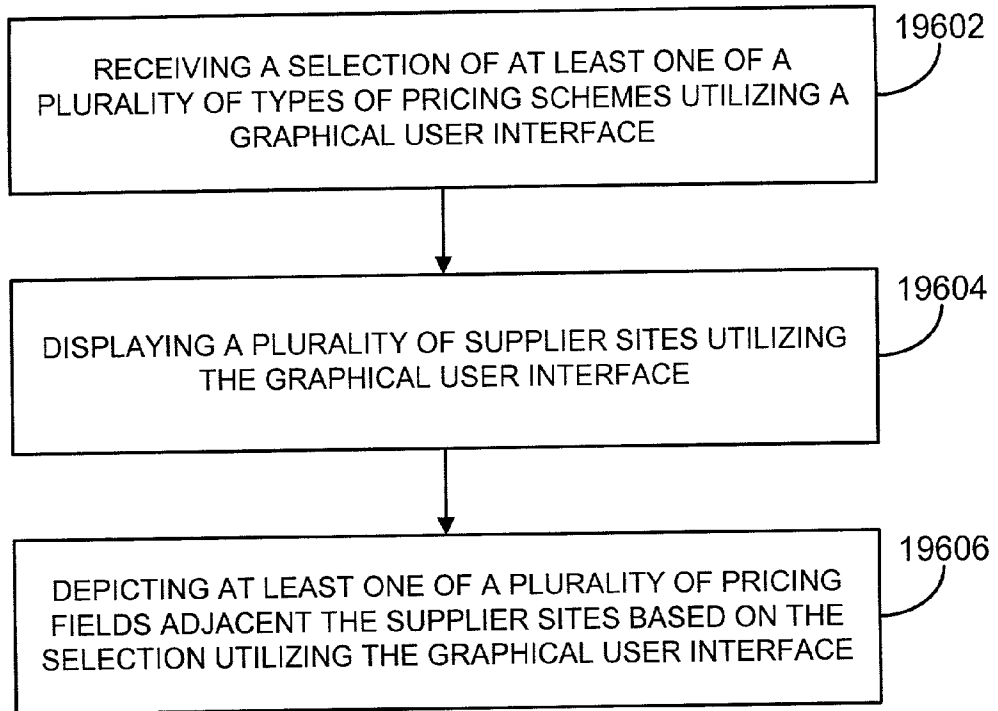 19602
RECEIVING A SELECTION OF AT LEAST ONE OF A
PLURALITY OF TYPES OF PRICING SCHEMES UTILIZING A
GRAPHICAL USER INTERFACE
19604
DISPLAYING A PLURALITY OF SUPPLIER SITES UTILIZING
THE GRAPHICAL USER INTERFACE
19606
DEPICTING AT LEAST ONE OF A PLURALITY OF PRICING
FIELDS ADJACENT THE SUPPLIER SITES BASED ON THE
SELECTION UTILIZING THE GRAPHICAL USER INTERFACE